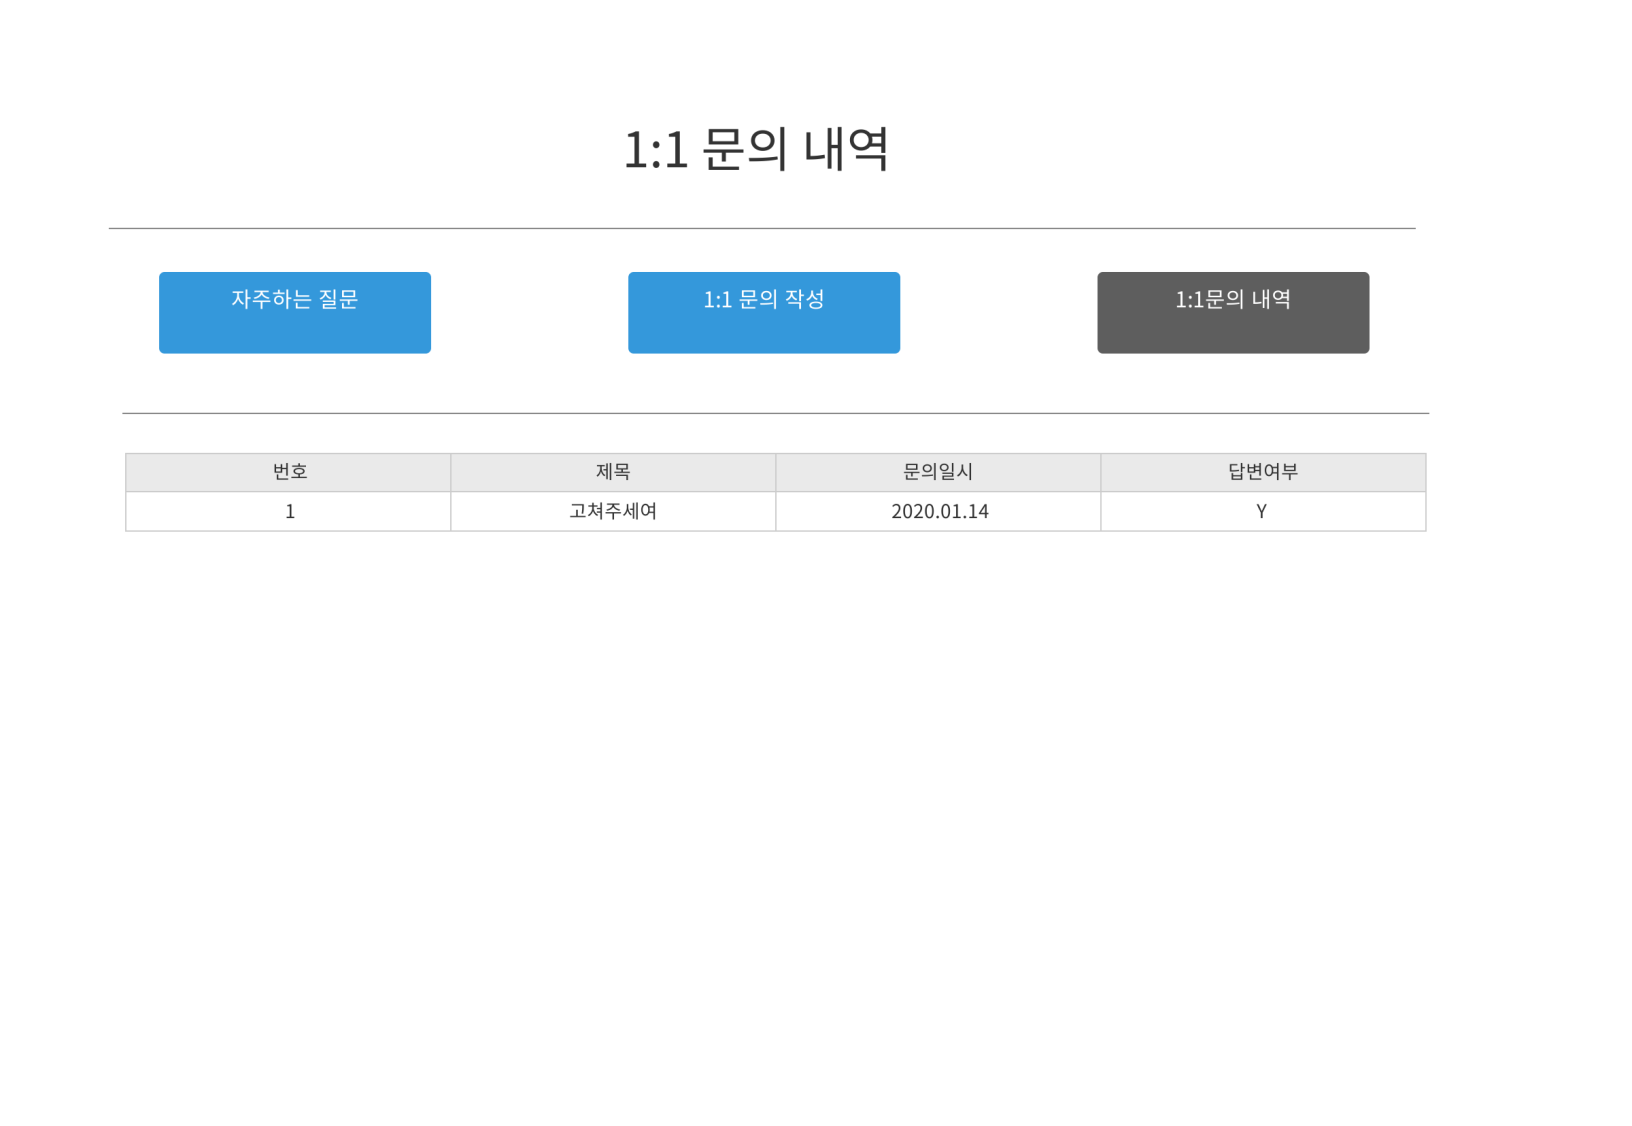 1:1 문의 내역
자주하는 질문
1:1 문의 작성
1:1문의 내역
번호 제목 문의일시 답변여부
1 고쳐주세여 2020.01.14 Y